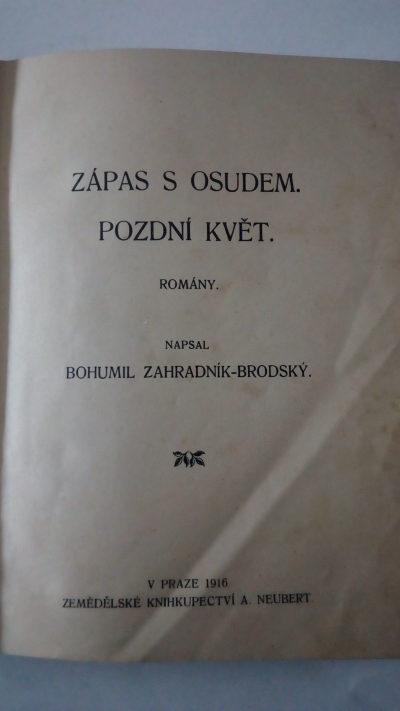 ZÁPAS S OSUDEM.
POZDNÍ KVĚT.
ROMÁNY.
NAPSAL
BOHUMIL ZAHRADNÍK-BRODSKÝ.
V PRAZE 1916
ZEMĚDĚLSKÉ KNIHKUPECTVÍ A. NEUBERT.